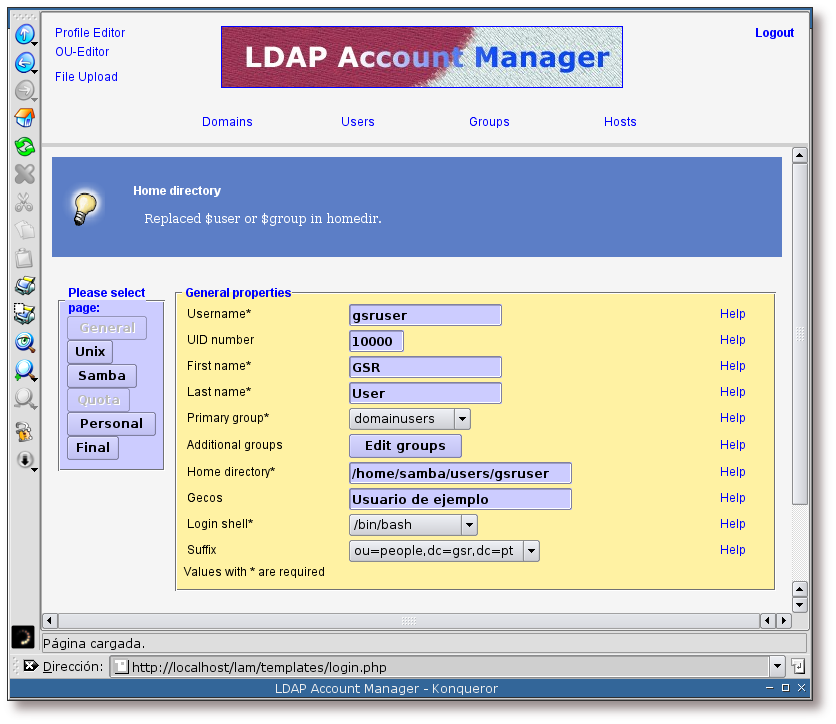 Profile Editor
OU-Editor
File Upload
LDAP Account Manager
Logout
Domains Users Groups Hosts
Home directory
Replaced $user or $group in homedir.
Please select page:
General
Unix
Samba
Quota
Personal
Final
General properties
Username* gsruser Help
UID number 10000 Help
First name* GSR Help
Last name* User Help
Primary group* domainusers Help
Additional groups Edit groups Help
Home directory* /home/samba/users/gsruser Help
Gecos Usuario de ejemplo Help
Login shell* /bin/bash Help
Suffix ou=people,dc=gsr,dc=pt Help
Values with * are required
Página cargada.
Dirección: http://localhost/lam/templates/login.php
LDAP Account Manager - Konqueror